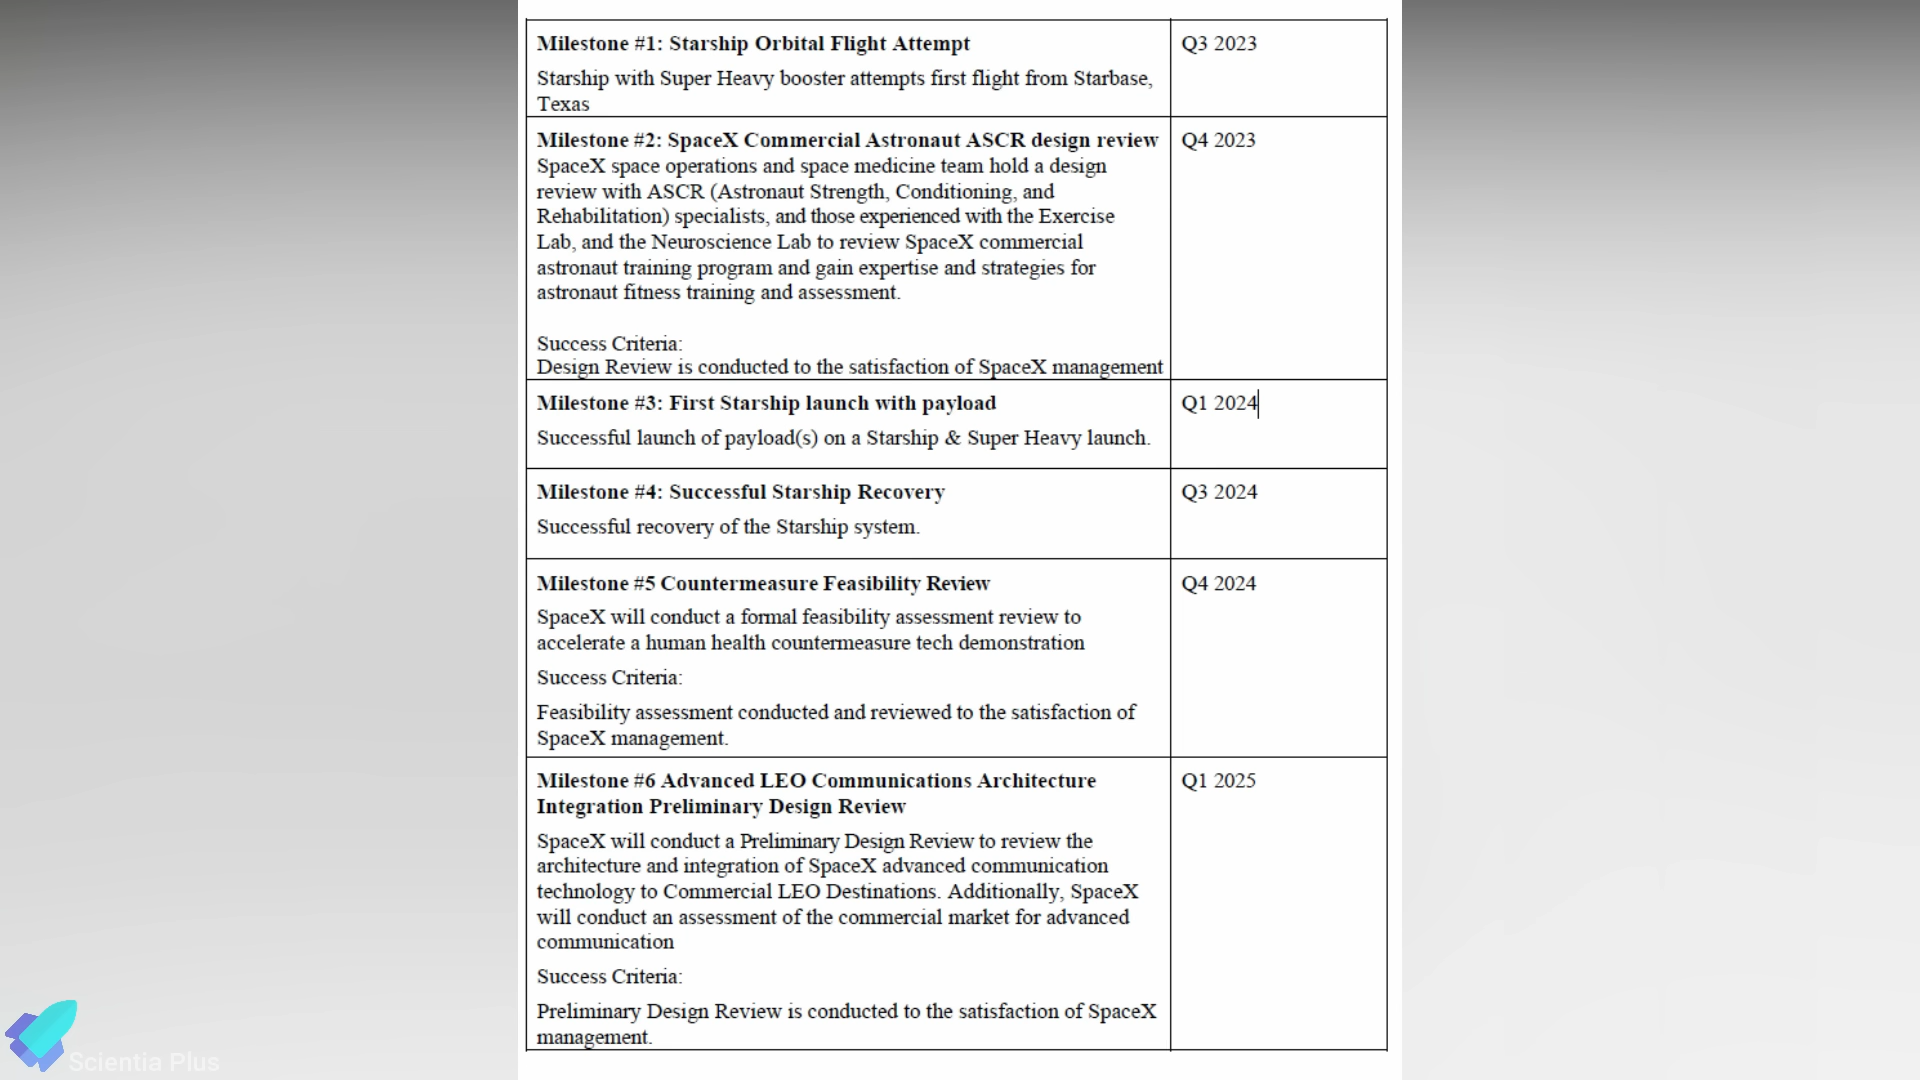 Milestone #1: Starship Orbital Flight Attempt
Q3 2023
Starship with Super Heavy booster attempts first flight from Starbase,
Texas
Milestone #2: SpaceX Commercial Astronaut ASCR design review
Q4 2023
SpaceX space operations and space medicine team hold a design
review with ASCR (Astronaut Strength, Conditioning, and
Rehabilitation) specialists, and those experienced with the Exercise
Lab, and the Neuroscience Lab to review SpaceX commercial
astronaut training program and gain expertise and strategies for
astronaut fitness training and assessment.
Success Criteria:
Design Review is conducted to the satisfaction of SpaceX management
Milestone #3: First Starship launch with payload
Q1 2024
Successful launch of payload(s) on a Starship & Super Heavy launch.
Milestone #4: Successful Starship Recovery
Q3 2024
Successful recovery of the Starship system.
Milestone #5 Countermeasure Feasibility Review
Q4 2024
SpaceX will conduct a formal feasibility assessment review to
accelerate a human health countermeasure tech demonstration
Success Criteria:
Feasibility assessment conducted and reviewed to the satisfaction of
SpaceX management.
Milestone #6 Advanced LEO Communications Architecture
Integration Preliminary Design Review
Q1 2025
SpaceX will conduct a Preliminary Design Review to review the
architecture and integration of SpaceX advanced communication
technology to Commercial LEO Destinations. Additionally, SpaceX
will conduct an assessment of the commercial market for advanced
communication
Success Criteria:
Preliminary Design Review is conducted to the satisfaction of SpaceX
management.
Scientia Plus